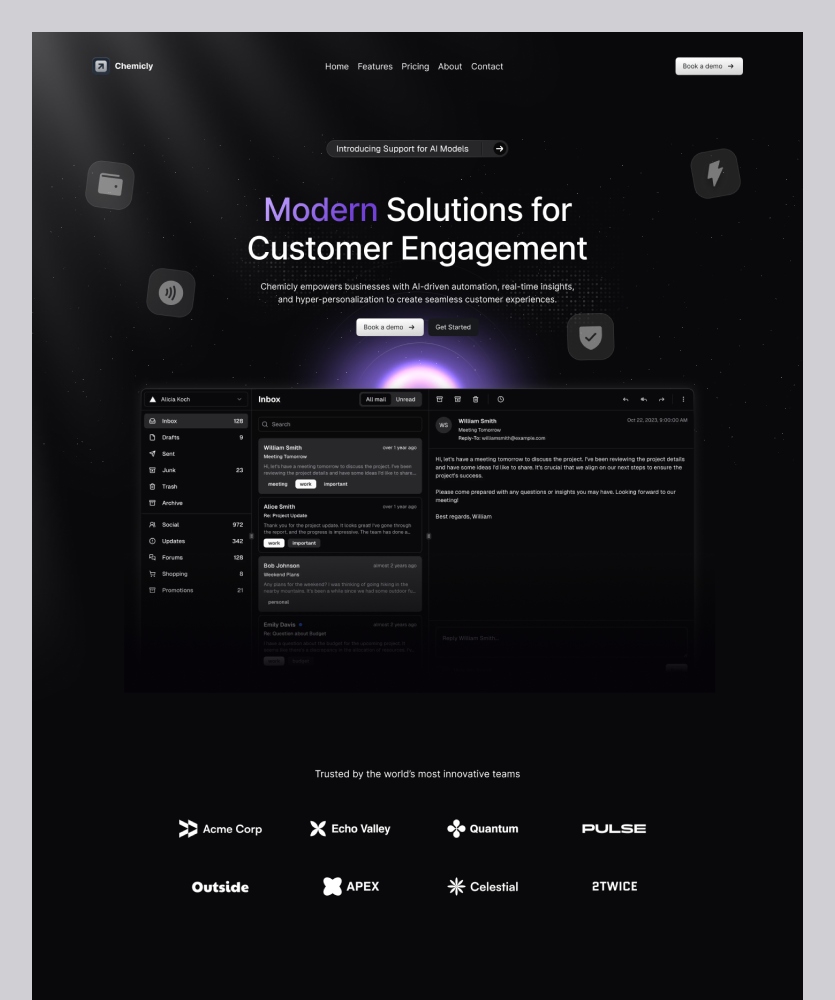 Chemicly
Home Features Pricing About Contact
Book a demo
Introducing Support for AI Models
Modern Solutions for
Customer Engagement
Chemicly empowers businesses with AI-driven automation, real-time insights,
and hyper-personalization to create seamless customer experiences.
Book a demo
Get Started
Alicia Koch
Inbox 128
Drafts 9
Sent
Junk 23
Trash
Archive
Social 972
Updates 342
Forums 128
Shopping 8
Promotions 21
Inbox
All mail Unread
Search
William Smith over 1 year ago
Meeting Tomorrow
Hi, let's have a meeting tomorrow to discuss the project. I've been
reviewing the project details and have some ideas I'd like to share...
meeting work important
Alice Smith over 1 year ago
Re: Project Update
Thank you for the project update. It looks great! I've gone through
the report, and the progress is impressive. The team has done a...
work important
Bob Johnson almost 2 years ago
Weekend Plans
Any plans for the weekend? I was thinking of going hiking in the
nearby mountains. It's been a while since we had some outdoor fu...
personal
Emily Davis almost 2 years ago
Re: Question about Budget
WS
William Smith Oct 22, 2023, 9:00:00 AM
Meeting Tomorrow
Reply-To: williamsmith@example.com
Hi, let's have a meeting tomorrow to discuss the project. I've been reviewing the project details
and have some ideas I'd like to share. It's crucial that we align on our next steps to ensure the
project's success.
Please come prepared with any questions or insights you may have. Looking forward to our
meeting!
Best regards, William
Reply William Smith...
Trusted by the world's most innovative teams
Acme Corp Echo Valley Quantum PULSE
Outside APEX Celestial 2TWICE